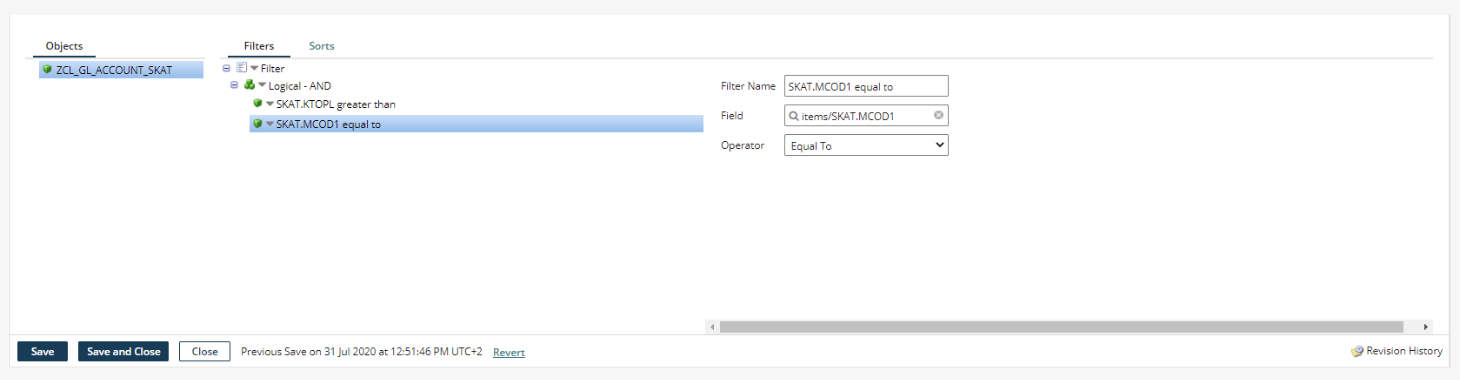 Objects
Filters Sorts
ZCL_GL_ACCOUNT_SKAT
Filter
Logical - AND
SKAT.KTOPL greater than
SKAT.MCOD1 equal to
Filter Name SKAT.MCOD1 equal to
Field items/SKAT.MCOD1
Operator Equal To
Save Save and Close Close Previous Save on 31 Jul 2020 at 12:51:46 PM UTC+2 Revert Revision History